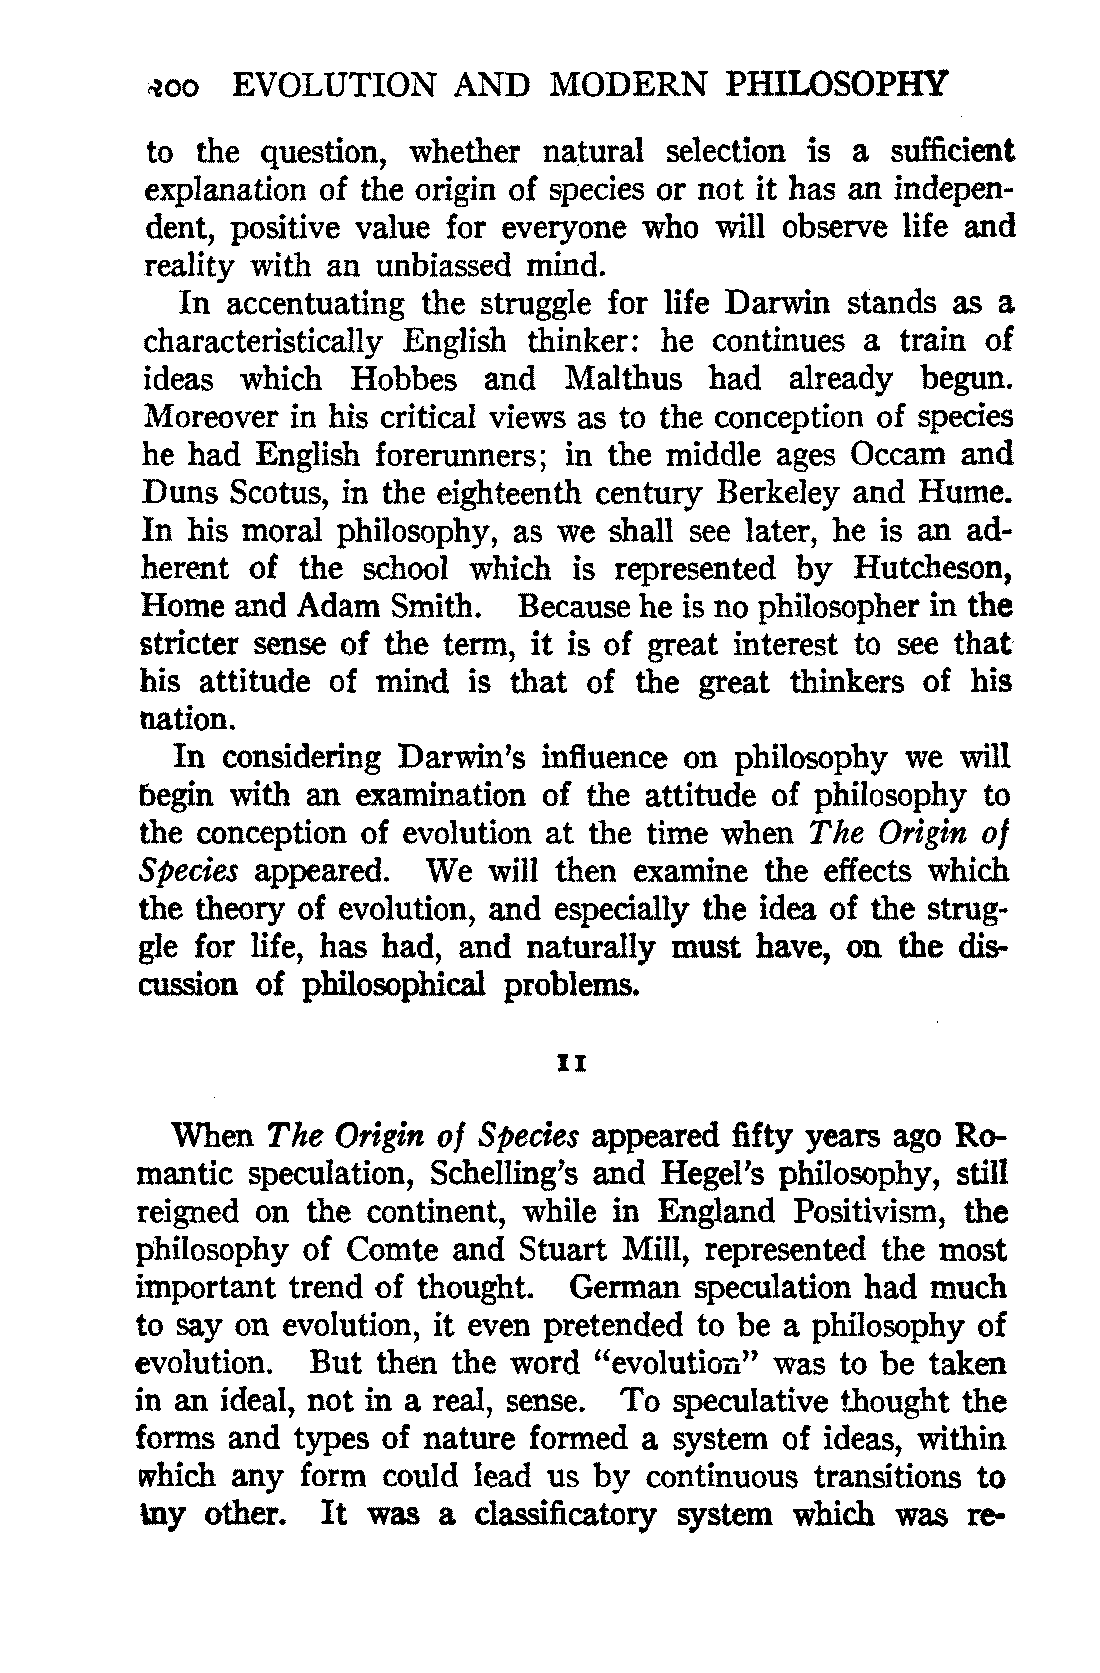 200 EVOLUTION AND MODERN PHILOSOPHY
to the question, whether natural selection is a sufficient
explanation of the origin of species or not it has an indepen-
dent, positive value for everyone who will observe life and
reality with an unbiassed mind.
In accentuating the struggle for life Darwin stands as a
characteristically English thinker: he continues a train of
ideas which Hobbes and Malthus had already begun.
Moreover in his critical views as to the conception of species
he had English forerunners; in the middle ages Occam and
Duns Scotus, in the eighteenth century Berkeley and Hume.
In his moral philosophy, as we shall see later, he is an ad-
herent of the school which is represented by Hutcheson,
Home and Adam Smith. Because he is no philosopher in the
stricter sense of the term, it is of great interest to see that
his attitude of mind is that of the great thinkers of his
nation.
In considering Darwin's influence on philosophy we will
begin with an examination of the attitude of philosophy to
the conception of evolution at the time when The Origin of
Species appeared. We will then examine the effects which
the theory of evolution, and especially the idea of the strug-
gle for life, has had, and naturally must have, on the dis-
cussion of philosophical problems.
II
When The Origin of Species appeared fifty years ago Ro-
mantic speculation, Schelling's and Hegel's philosophy, still
reigned on the continent, while in England Positivism, the
philosophy of Comte and Stuart Mill, represented the most
important trend of thought. German speculation had much
to say on evolution, it even pretended to be a philosophy of
evolution. But then the word "evolution" was to be taken
in an ideal, not in a real, sense. To speculative thought the
forms and types of nature formed a system of ideas, within
which any form could lead us by continuous transitions to
any other. It was a classificatory system which was re-